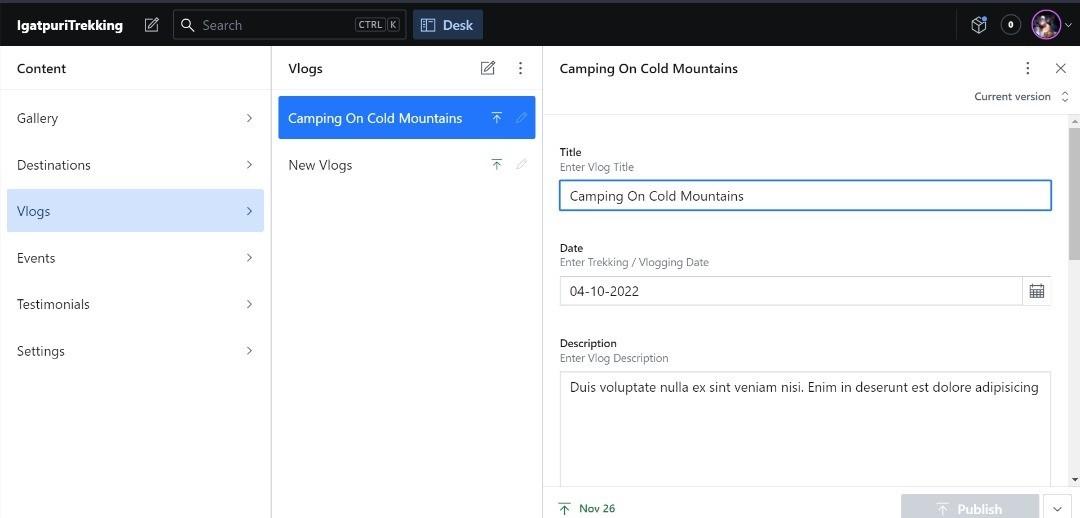 IgatpuriTrekking
Search
CTRL K
Desk
0
Content
Gallery
Destinations
Vlogs
Events
Testimonials
Settings
Vlogs
Camping On Cold Mountains
New Vlogs
Camping On Cold Mountains
Current version
Title
Enter Vlog Title
Camping On Cold Mountains
Date
Enter Trekking / Vlogging Date
04-10-2022
Description
Enter Vlog Description
Duis voluptate nulla ex sint veniam nisi. Enim in deserunt est dolore adipisicing
Nov 26
Publish